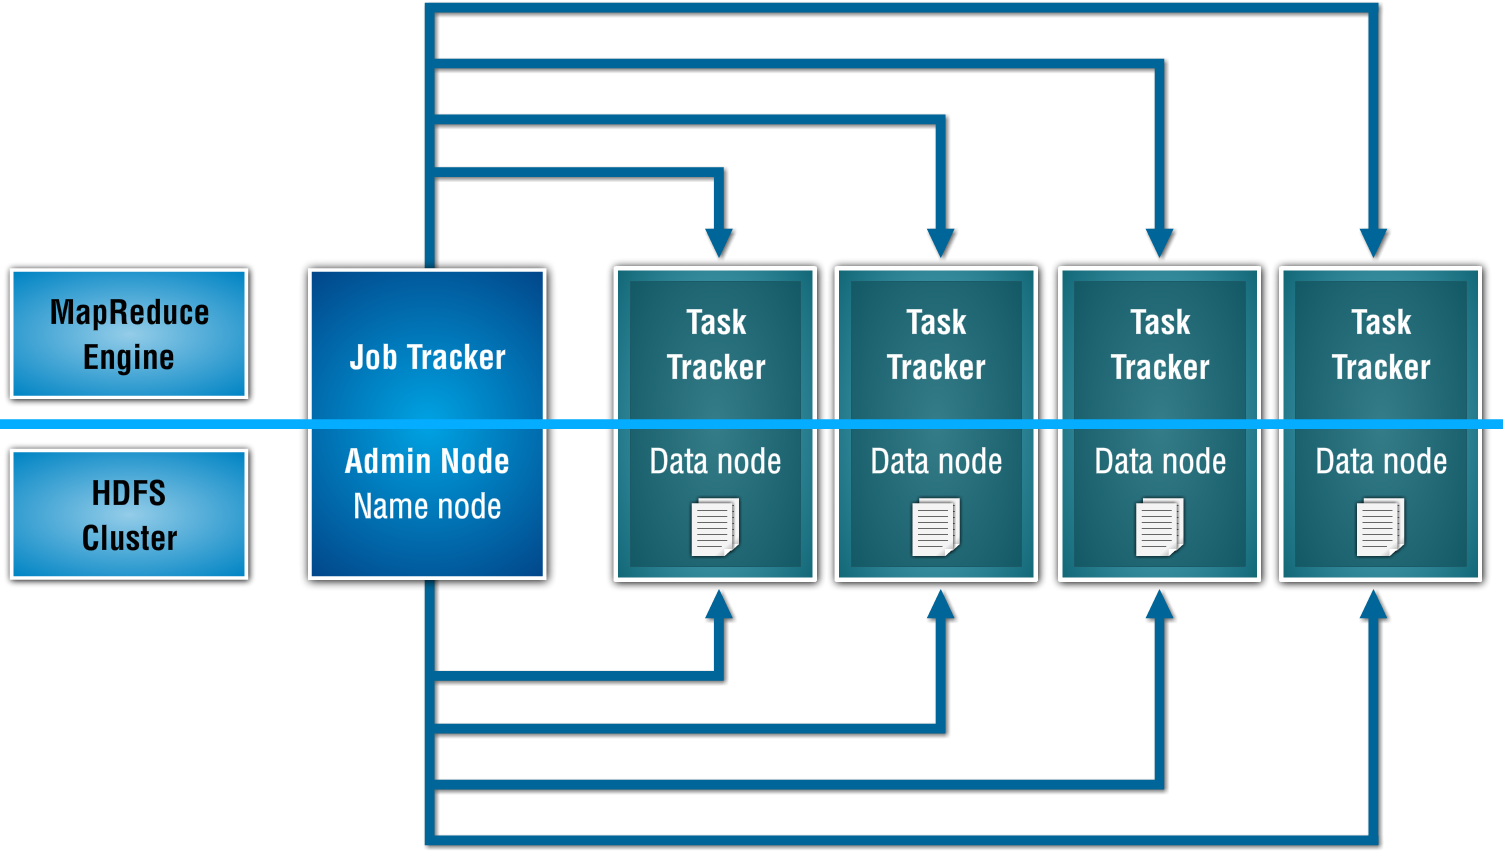 MapReduce
Engine
Job Tracker
Task
Tracker
Task
Tracker
Task
Tracker
Task
Tracker
HDFS
Cluster
Admin Node
Name node
Data node
Data node
Data node
Data node